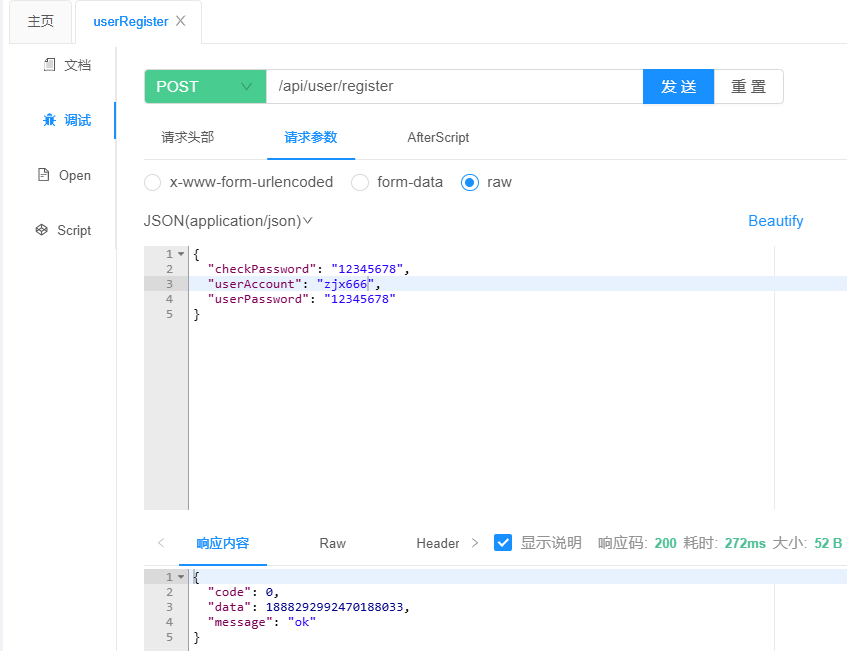 主页 userRegister
文档
调试
Open
Script
POST /api/user/register 发 送 重 置
请求头部 请求参数 AfterScript
x-www-form-urlencoded form-data raw
JSON(application/json) Beautify
1 {
2 "checkPassword": "12345678",
3 "userAccount": "zjx666",
4 "userPassword": "12345678"
5 }
响应内容 Raw Header 显示说明 响应码: 200 耗时: 272ms 大小: 52 B
1 {
2 "code": 0,
3 "data": 1888292992470188033,
4 "message": "ok"
5 }